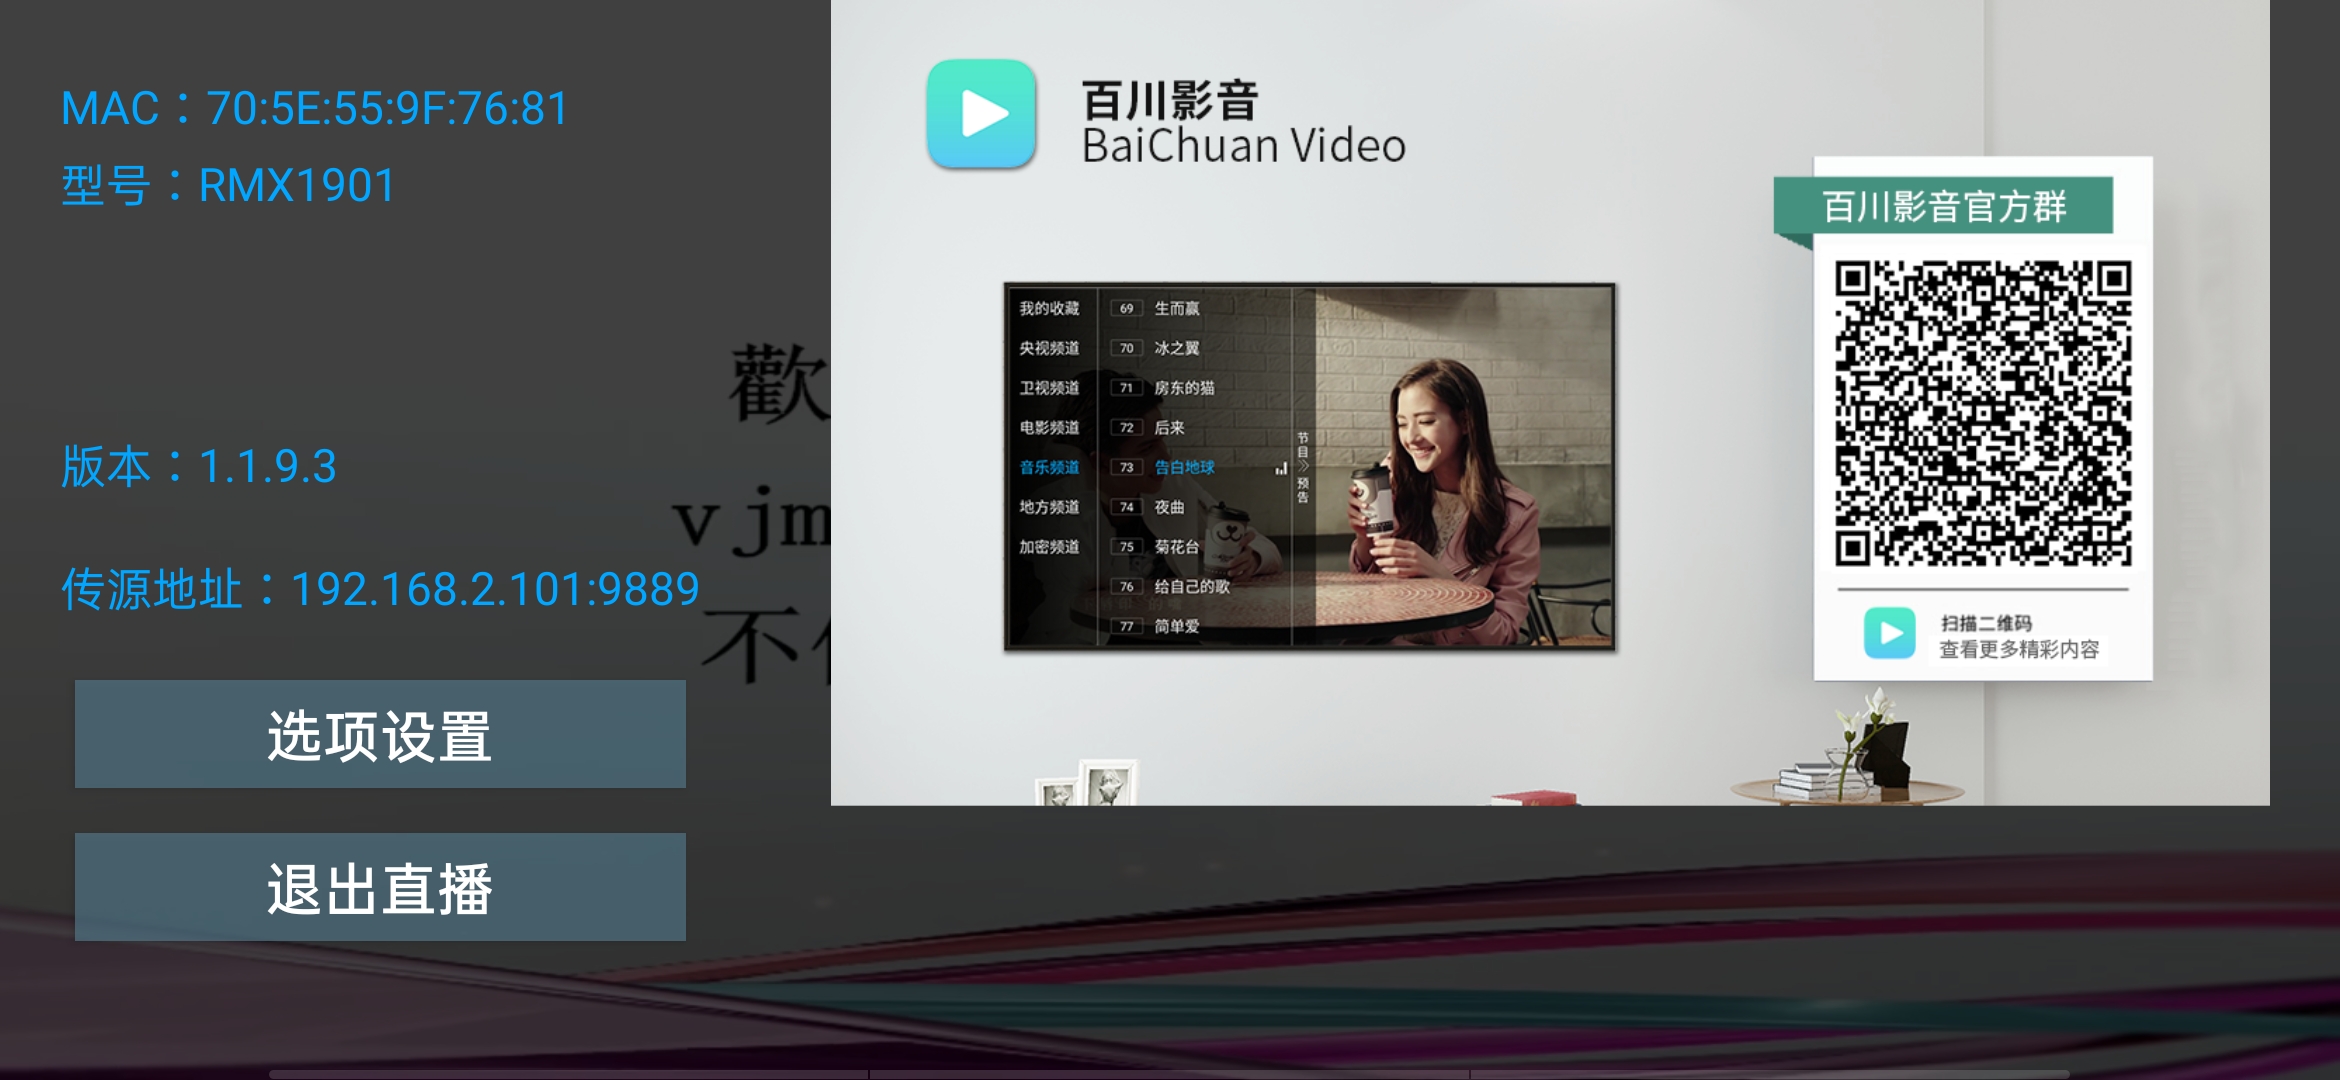 MAC：70:5E:55:9F:76:81
型号：RMX1901
版本：1.1.9.3
传源地址：192.168.2.101:9889
选项设置
退出直播
歡
vjm
不
百川影音
BaiChuan Video
我的收藏 69 生而赢
央视频道 70 冰之翼
卫视频道 71 房东的猫
电影频道 72 后来
音乐频道 73 告白地球
地方频道 74 夜曲
加密频道 75 菊花台
76 给自己的歌
77 简单爱
节目》预告
百川影音官方群
扫描二维码
查看更多精彩内容